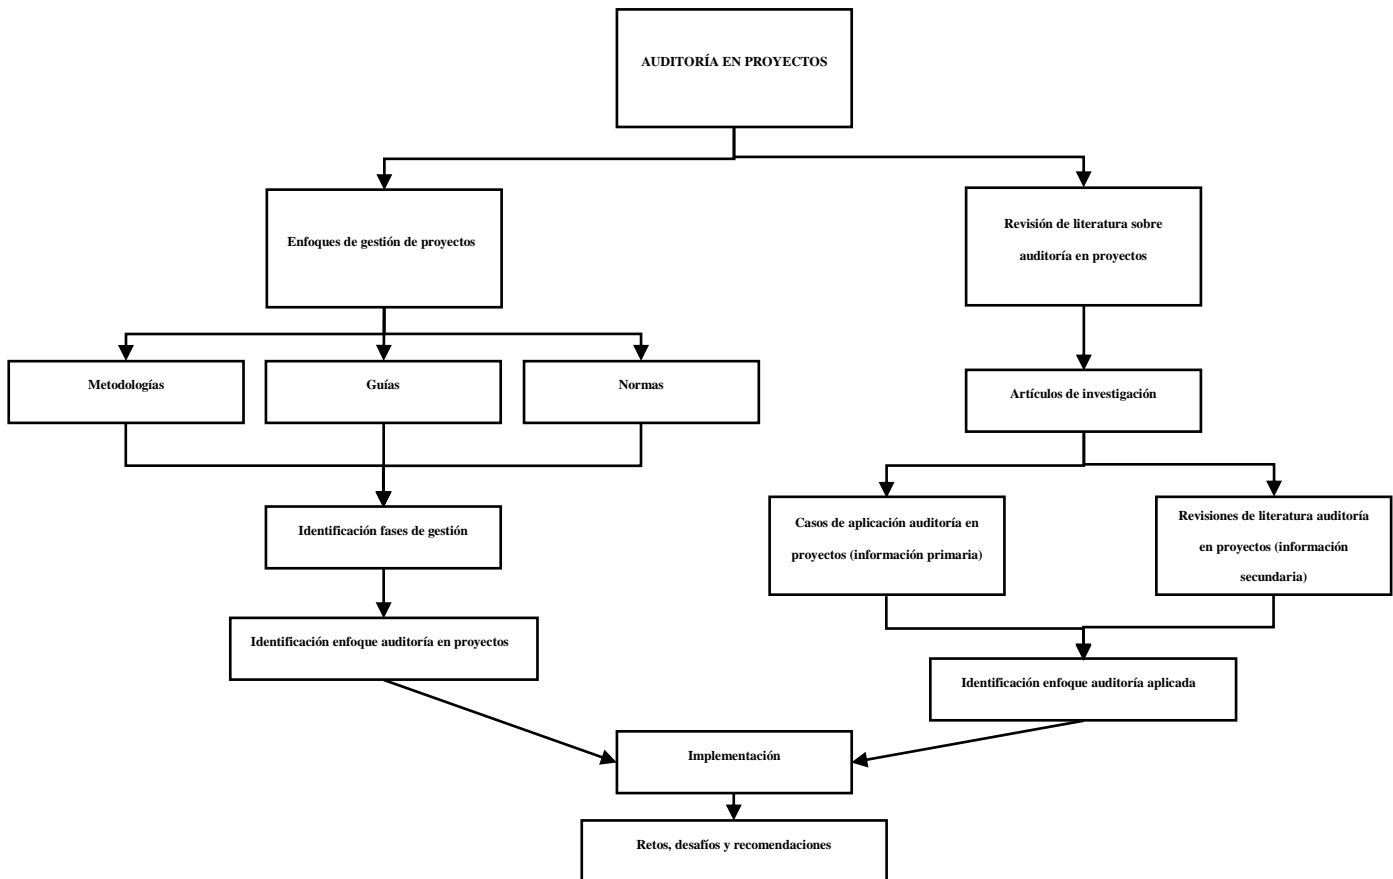 AUDITORÍA EN PROYECTOS
Enfoques de gestión de proyectos
Revisión de literatura sobre
auditoría en proyectos
Metodologías
Guías
Normas
Artículos de investigación
Identificación fases de gestión
Casos de aplicación auditoría en
proyectos (información primaria)
Revisiones de literatura auditoría
en proyectos (información
secundaria)
Identificación enfoque auditoría en proyectos
Identificación enfoque auditoría aplicada
Implementación
Retos, desafíos y recomendaciones